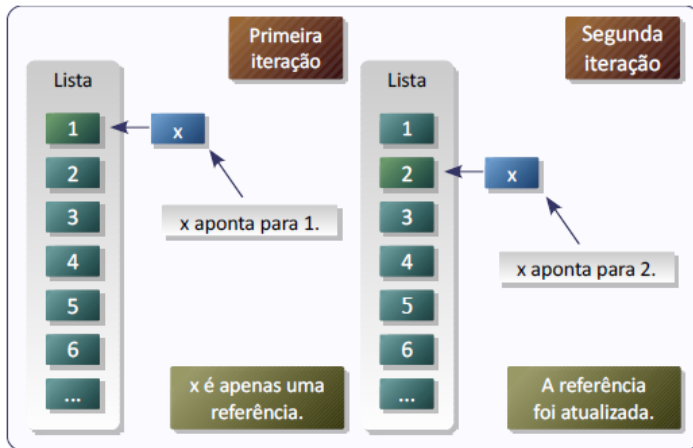 Primeira
iteração
Lista
1
x
2
3
x aponta para 1.
4
5
6
...
x é apenas uma
referência.
Segunda
iteração
Lista
1
2
x
3
4
x aponta para 2.
5
6
...
A referência
foi atualizada.